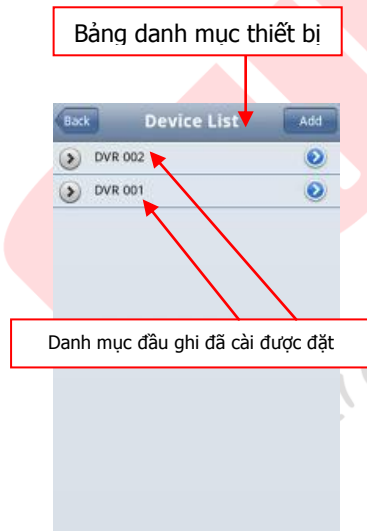 Bảng danh mục thiết bị
Back Device List Add
DVR 002
DVR 001
Danh mục đầu ghi đã cài được đặt